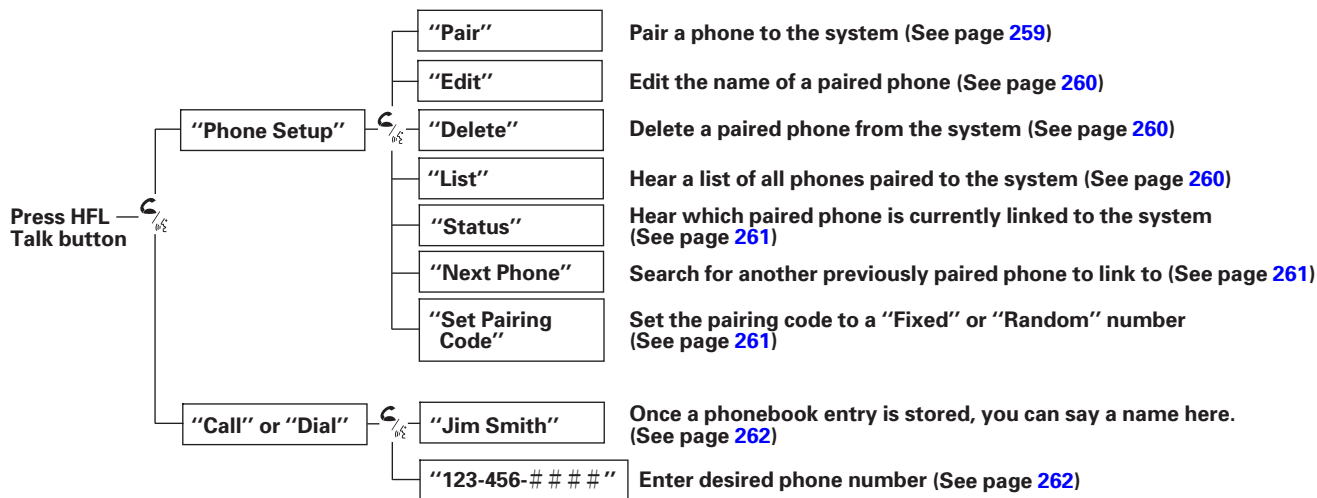 "Pair" Pair a phone to the system (See page 259)
"Edit" Edit the name of a paired phone (See page 260)
"Phone Setup" "Delete" Delete a paired phone from the system (See page 260)
"List" Hear a list of all phones paired to the system (See page 260)
Press HFL
Talk button
"Status" Hear which paired phone is currently linked to the system
(See page 261)
"Next Phone" Search for another previously paired phone to link to (See page 261)
"Set Pairing
Code"
Set the pairing code to a "Fixed" or "Random" number
(See page 261)
"Call" or "Dial" "Jim Smith" Once a phonebook entry is stored, you can say a name here.
(See page 262)
"123-456-####" Enter desired phone number (See page 262)